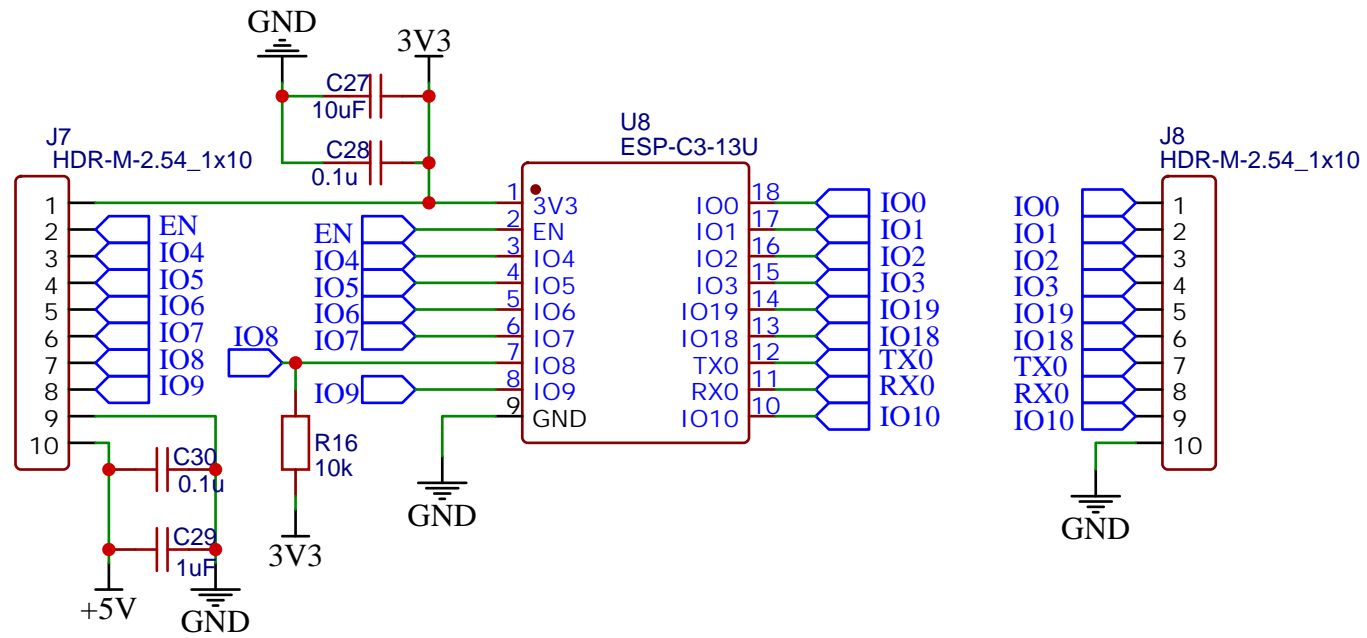 GND
3V3
C27
10uF
C28
0.1u
J7
HDR-M-2.54_1x10
1
2
3
4
5
6
7
8
9
10
EN
IO4
IO5
IO6
IO7
IO8
IO9
C30
0.1u
C29
1uF
+5V
GND
IO8
R16
10k
3V3
EN
IO4
IO5
IO6
IO7
IO9
GND
U8
ESP-C3-13U
1
2
3
4
5
6
7
8
9
3V3
EN
IO4
IO5
IO6
IO7
IO8
IO9
GND
IO0
IO1
IO2
IO3
IO19
IO18
TX0
RX0
IO10
18
17
16
15
14
13
12
11
10
IO0
IO1
IO2
IO3
IO19
IO18
TX0
RX0
IO10
J8
HDR-M-2.54_1x10
IO0
IO1
IO2
IO3
IO19
IO18
TX0
RX0
IO10
1
2
3
4
5
6
7
8
9
10
GND